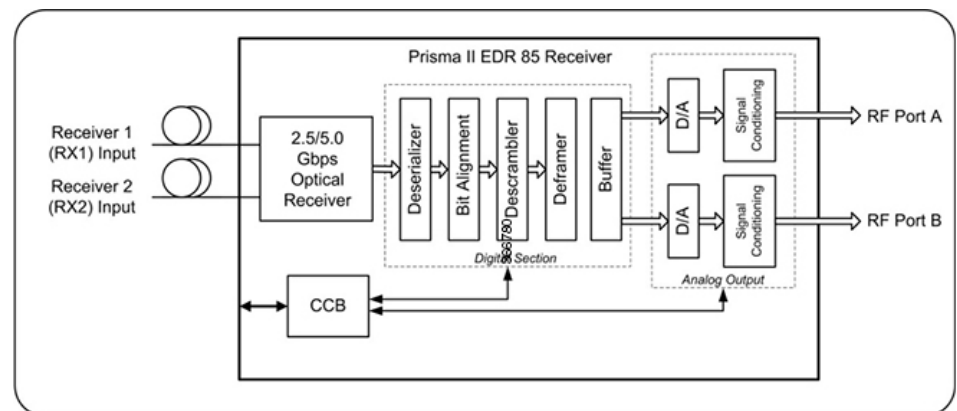 Prisma II EDR 85 Receiver
Receiver 1
(RX1) Input
Receiver 2
(RX2) Input
2.5/5.0
Gbps
Optical
Receiver
Deserializer
Bit Alignment
Descrambler
Deframer
Buffer
Digital Section
D/A
Signal
Conditioning
RF Port A
D/A
Signal
Conditioning
RF Port B
Analog Output
CCB